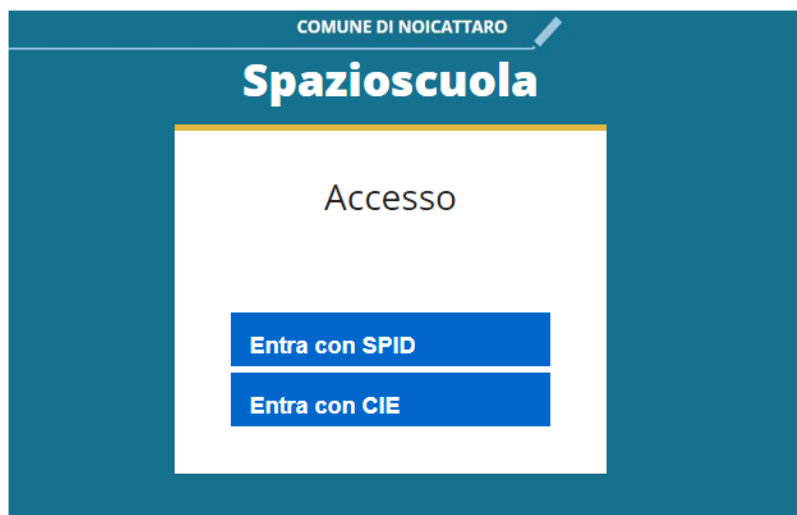 COMUNE DI NOICATTARO
Spazioscuola
Accesso
Entra con SPID
Entra con CIE